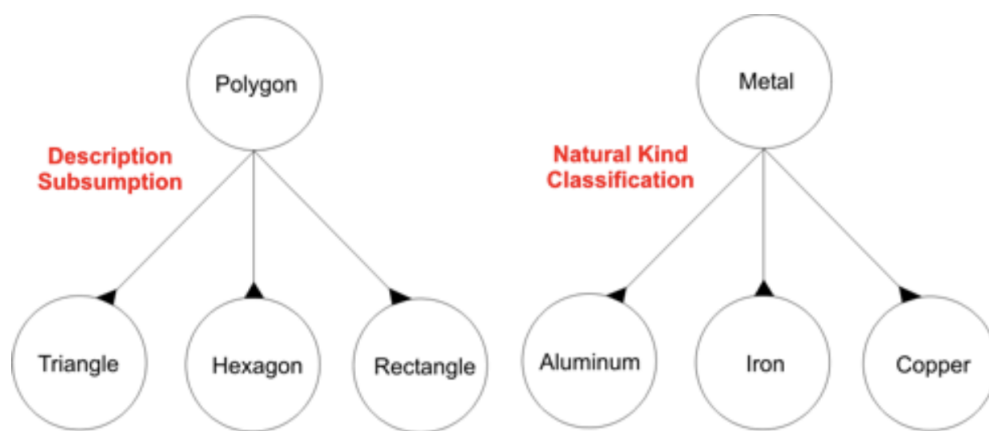 Polygon
Metal
Description
Subsumption
Natural Kind
Classification
Triangle
Hexagon
Rectangle
Aluminum
Iron
Copper